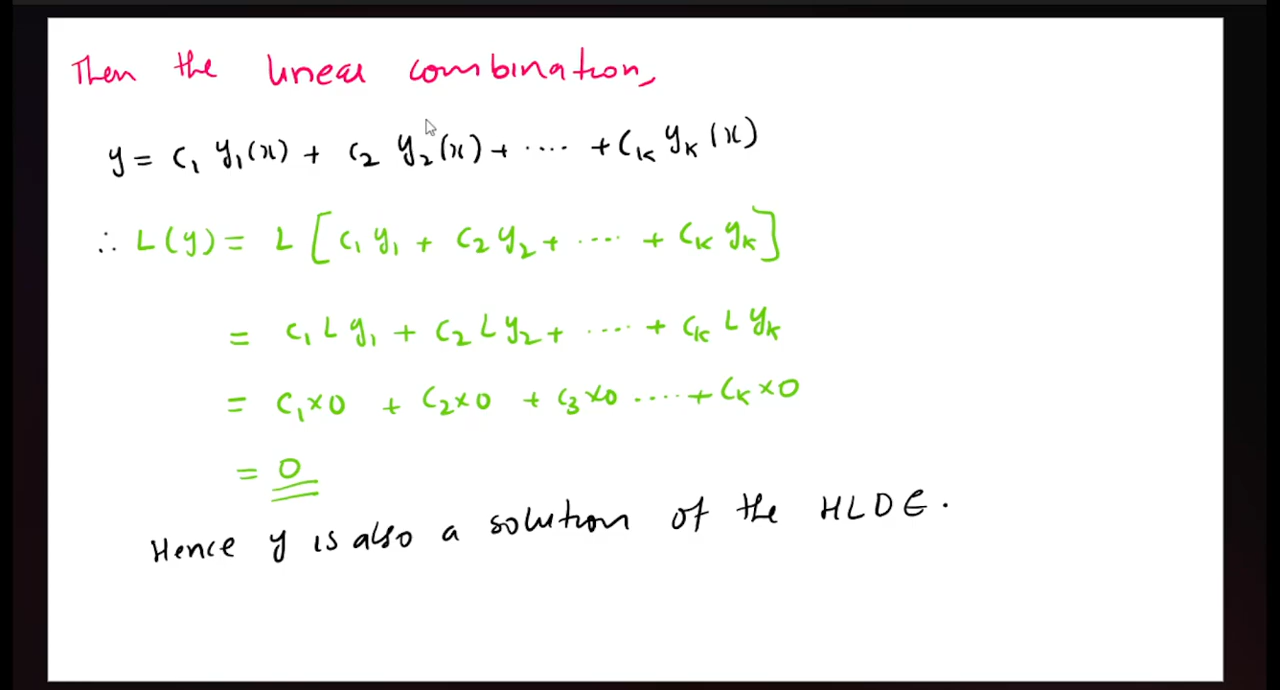 Then the linear combination,
y = c₁ y₁(x) + c₂ y₂(x) + ···· + cₖ yₖ(x)
∴ L(y) = L [c₁ y₁ + c₂ y₂ + ···· + cₖ yₖ]
= c₁ L y₁ + c₂ L y₂ + ···· + cₖ L yₖ
= c₁×0 + c₂×0 + c₃×0 ····+ cₖ×0
= 0
Hence y is also a solution of the HLDE.